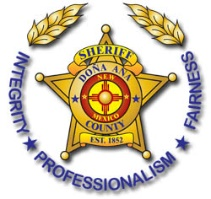 SHERIFF
DOÑA ANA
NEW
MEXICO
COUNTY
EST. 1852
INTEGRITY ★ PROFESSIONALISM ★ FAIRNESS